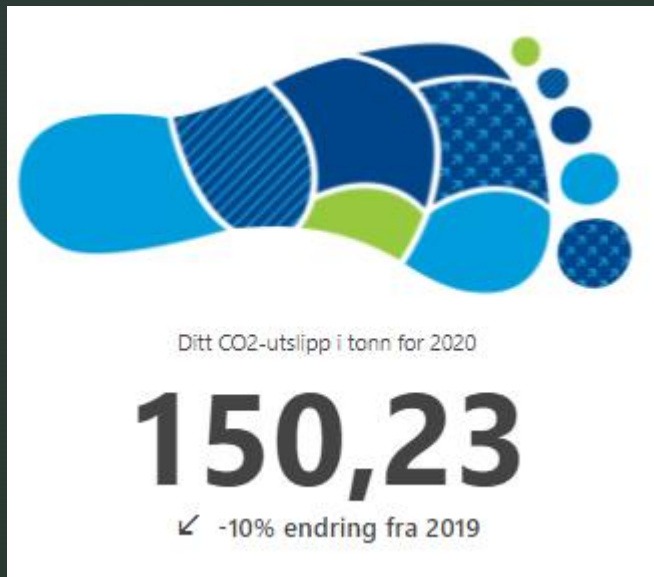 Ditt CO2-utslipp i tonn for 2020
150,23
↙ -10% endring fra 2019